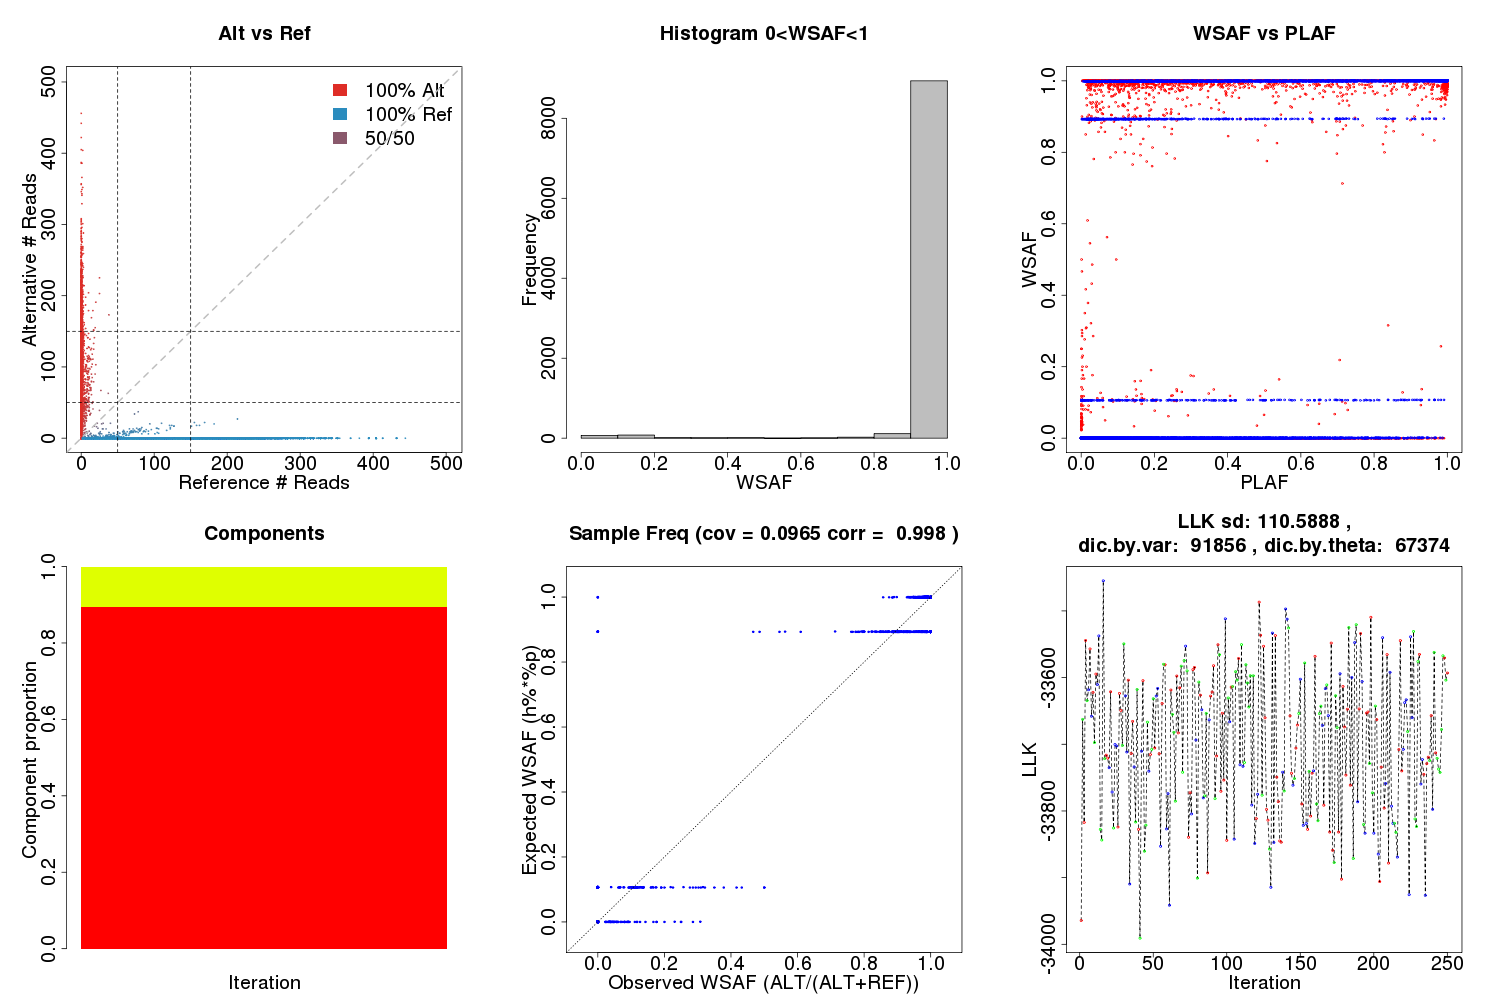 Alt vs Ref
500
400
300
200
100
0
Alternative # Reads
100% Alt
100% Ref
50/50
0 100 200 300 400 500
Reference # Reads
Histogram 0<WSAF<1
8000
6000
4000
2000
0
Frequency
0.0 0.2 0.4 0.6 0.8 1.0
WSAF
WSAF vs PLAF
1.0
0.8
0.6
0.4
0.2
0.0
WSAF
0.0 0.2 0.4 0.6 0.8 1.0
PLAF
Components
1.0
0.8
0.6
0.4
0.2
0.0
Component proportion
Iteration
Sample Freq (cov = 0.0965 corr = 0.998 )
1.0
0.8
0.6
0.4
0.2
0.0
Expected WSAF (h%*%p)
0.0 0.2 0.4 0.6 0.8 1.0
Observed WSAF (ALT/(ALT+REF))
LLK sd: 110.5888 ,
dic.by.var: 91856 , dic.by.theta: 67374
-33600
-33800
-34000
LLK
0 50 100 150 200 250
Iteration